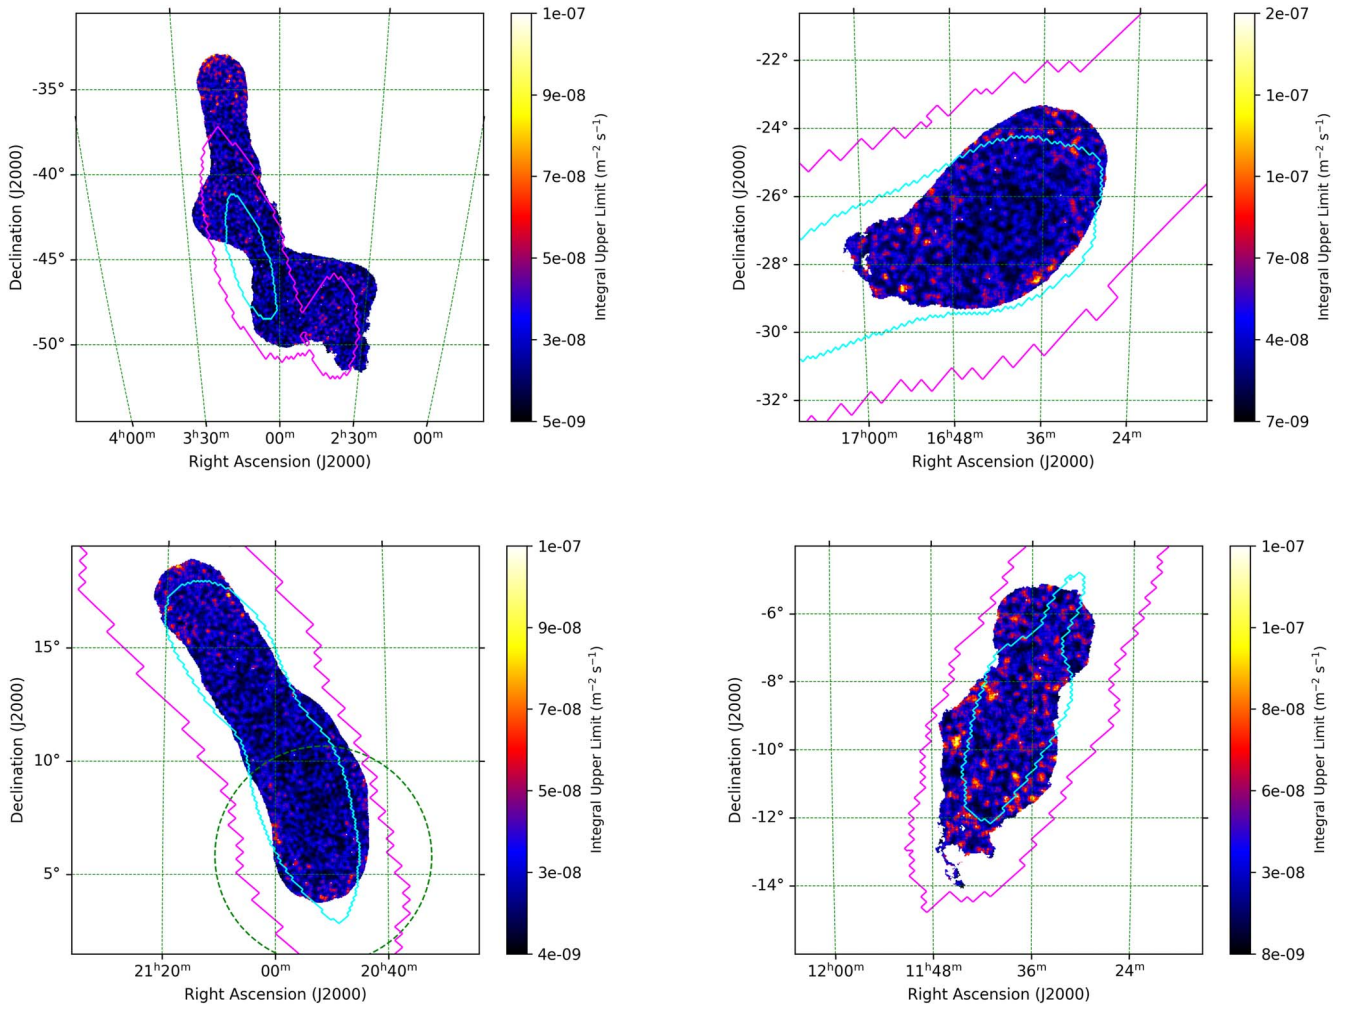 1e-07
9e-08
7e-08
5e-08
3e-08
5e-09
Integral Upper Limit (m⁻² s⁻¹)
-35°
-40°
-45°
-50°
Declination (J2000)
4ʰ00ᵐ 3ʰ30ᵐ 00ᵐ 2ʰ30ᵐ 00ᵐ
Right Ascension (J2000)
2e-07
1e-07
1e-07
7e-08
4e-08
7e-09
Integral Upper Limit (m⁻² s⁻¹)
-22°
-24°
-26°
-28°
-30°
-32°
Declination (J2000)
17ʰ00ᵐ 16ʰ48ᵐ 36ᵐ 24ᵐ
Right Ascension (J2000)
1e-07
9e-08
7e-08
5e-08
3e-08
4e-09
Integral Upper Limit (m⁻² s⁻¹)
15°
10°
5°
Declination (J2000)
21ʰ20ᵐ 00ᵐ 20ʰ40ᵐ
Right Ascension (J2000)
1e-07
1e-07
8e-08
6e-08
3e-08
8e-09
Integral Upper Limit (m⁻² s⁻¹)
-6°
-8°
-10°
-12°
-14°
Declination (J2000)
12ʰ00ᵐ 11ʰ48ᵐ 36ᵐ 24ᵐ
Right Ascension (J2000)